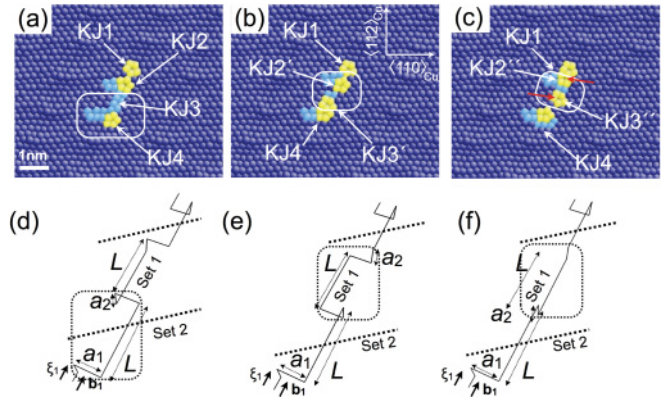 (a)
KJ1
KJ2
KJ3
KJ4
1nm
(b)
KJ1
KJ2′
KJ4
KJ3′
⟨112⟩Cu
⟨110⟩Cu
(c)
KJ1
KJ2′′
KJ3′′
KJ4
(d)
L
Set 1
a2
Set 2
a1
L
ξ1
b1
(e)
a2
Set 1
L
Set 2
a1
L
ξ1
b1
(f)
L
Set 1
a2
Set 2
a1
L
ξ1
b1